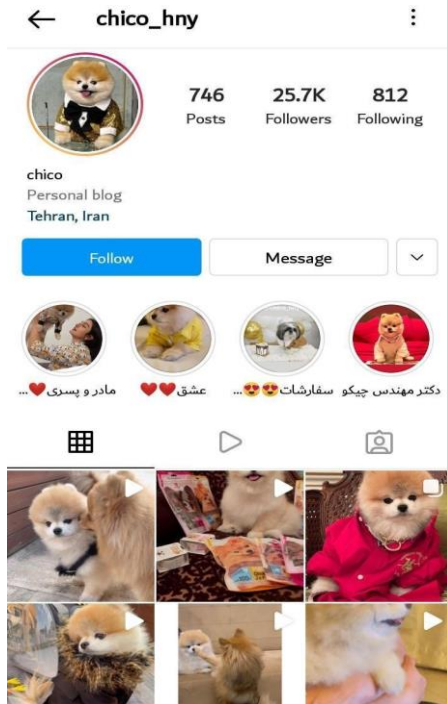 chico_hny
746 25.7K 812
Posts Followers Following
chico
Personal blog
Tehran, Iran
Follow Message
مادر و پسری❤️... عشق❤️❤️ سفارشات😍😍... دکتر مهندس چیکو